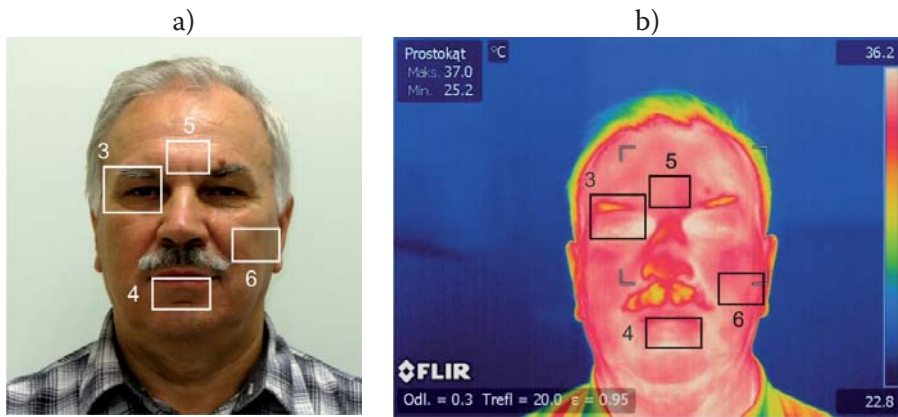 a)
b)
3
5
4
6
Prostokąt
°C
Maks. 37.0
Min. 25.2
36.2
3
5
4
6
FLIR
Odl. = 0.3 Trefl = 20.0 ε = 0.95
22.8